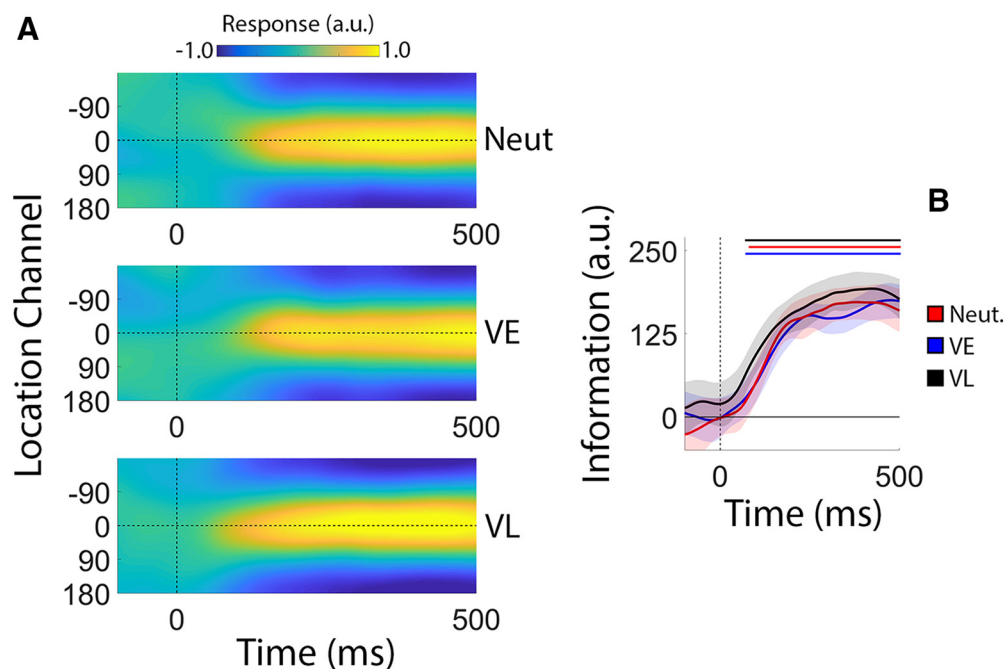 A
Response (a.u.)
-1.0 1.0
-90
0
90
180
Neut
0 500
-90
0
90
180
VE
0 500
-90
0
90
180
VL
0 500
Location Channel
Time (ms)
B
Information (a.u.)
250
125
0
0 500
Time (ms)
Neut.
VE
VL